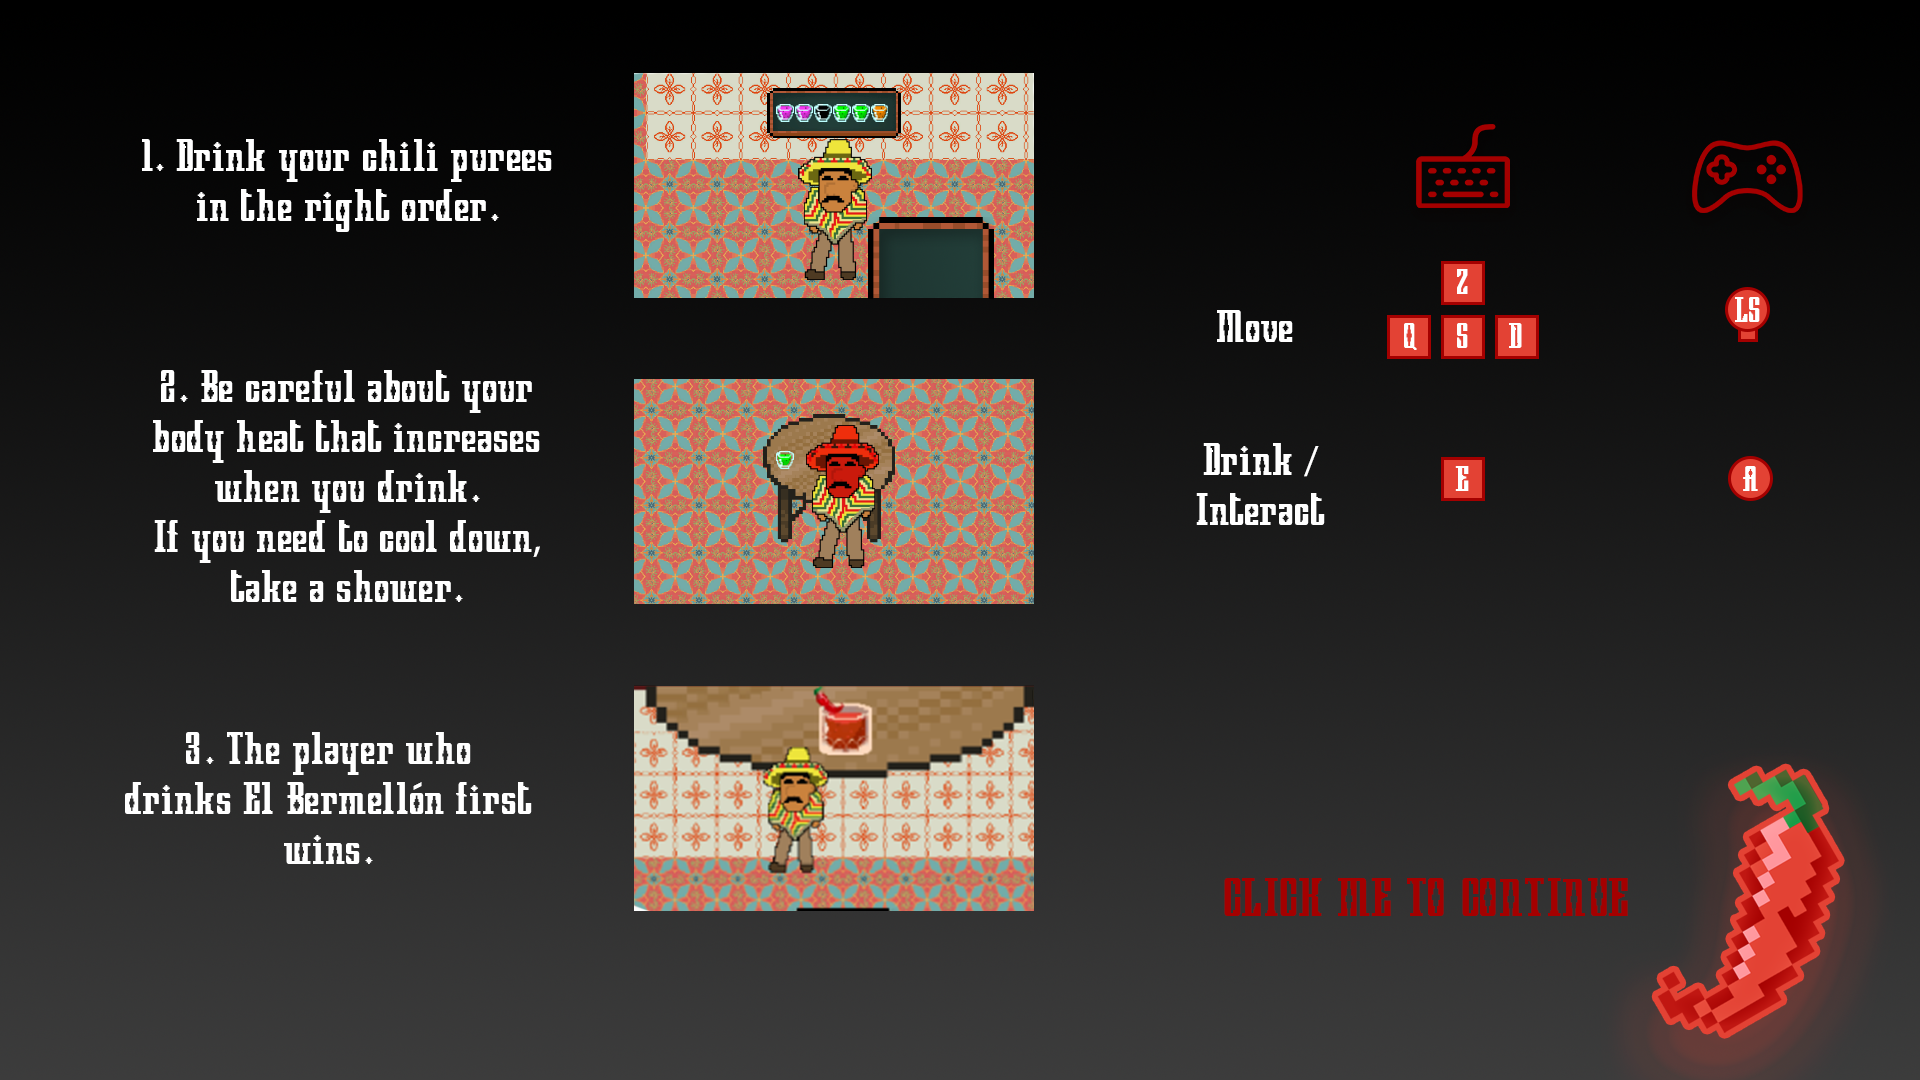 1. Drink your chili purees
in the right order.
2. Be careful about your
body heat that increases
when you drink.
If you need to cool down,
take a shower.
3. The player who
drinks El Bermellón first
wins.
Move
Z
Q S D
LS
Drink /
Interact
E
A
CLICK ME TO CONTINUE